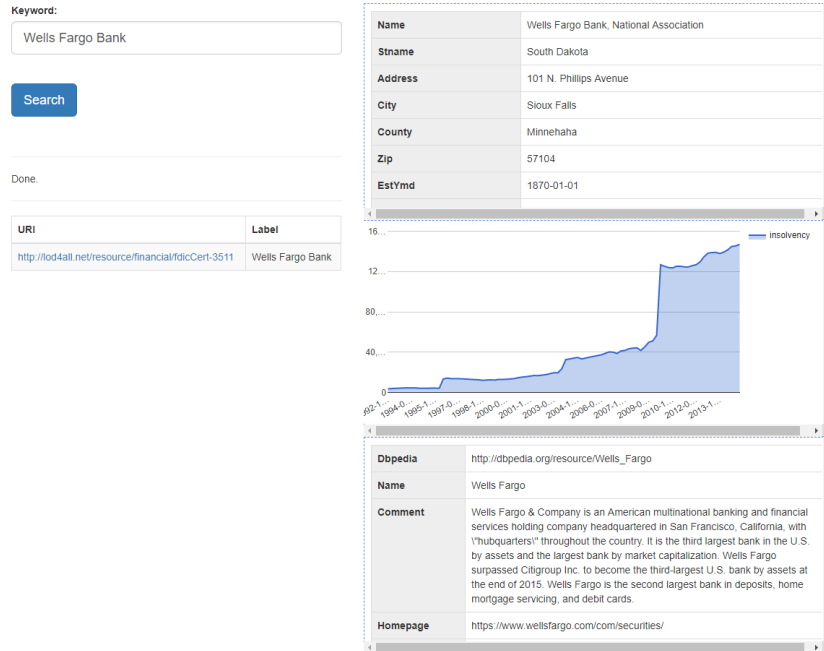 Keyword:
Wells Fargo Bank
Search
Done.
URI Label
http://lod4all.net/resource/financial/fdicCert-3511 Wells Fargo Bank
Name Wells Fargo Bank, National Association
Stname South Dakota
Address 101 N. Phillips Avenue
City Sioux Falls
County Minnehaha
Zip 57104
EstYmd 1870-01-01
16...
12...
80,...
40,...
0
insolvency
92-1... 1994-0... 1995-1... 1997-0... 1998-1... 2000-0... 2001-1... 2003-0... 2004-1... 2006-0... 2007-1... 2009-0... 2010-1... 2012-0... 2013-1...
Dbpedia http://dbpedia.org/resource/Wells_Fargo
Name Wells Fargo
Comment Wells Fargo & Company is an American multinational banking and financial
services holding company headquartered in San Francisco, California, with
\"hubquarters\" throughout the country. It is the third largest bank in the U.S.
by assets and the largest bank by market capitalization. Wells Fargo
surpassed Citigroup Inc. to become the third-largest U.S. bank by assets at
the end of 2015. Wells Fargo is the second largest bank in deposits, home
mortgage servicing, and debit cards.
Homepage https://www.wellsfargo.com/com/securities/